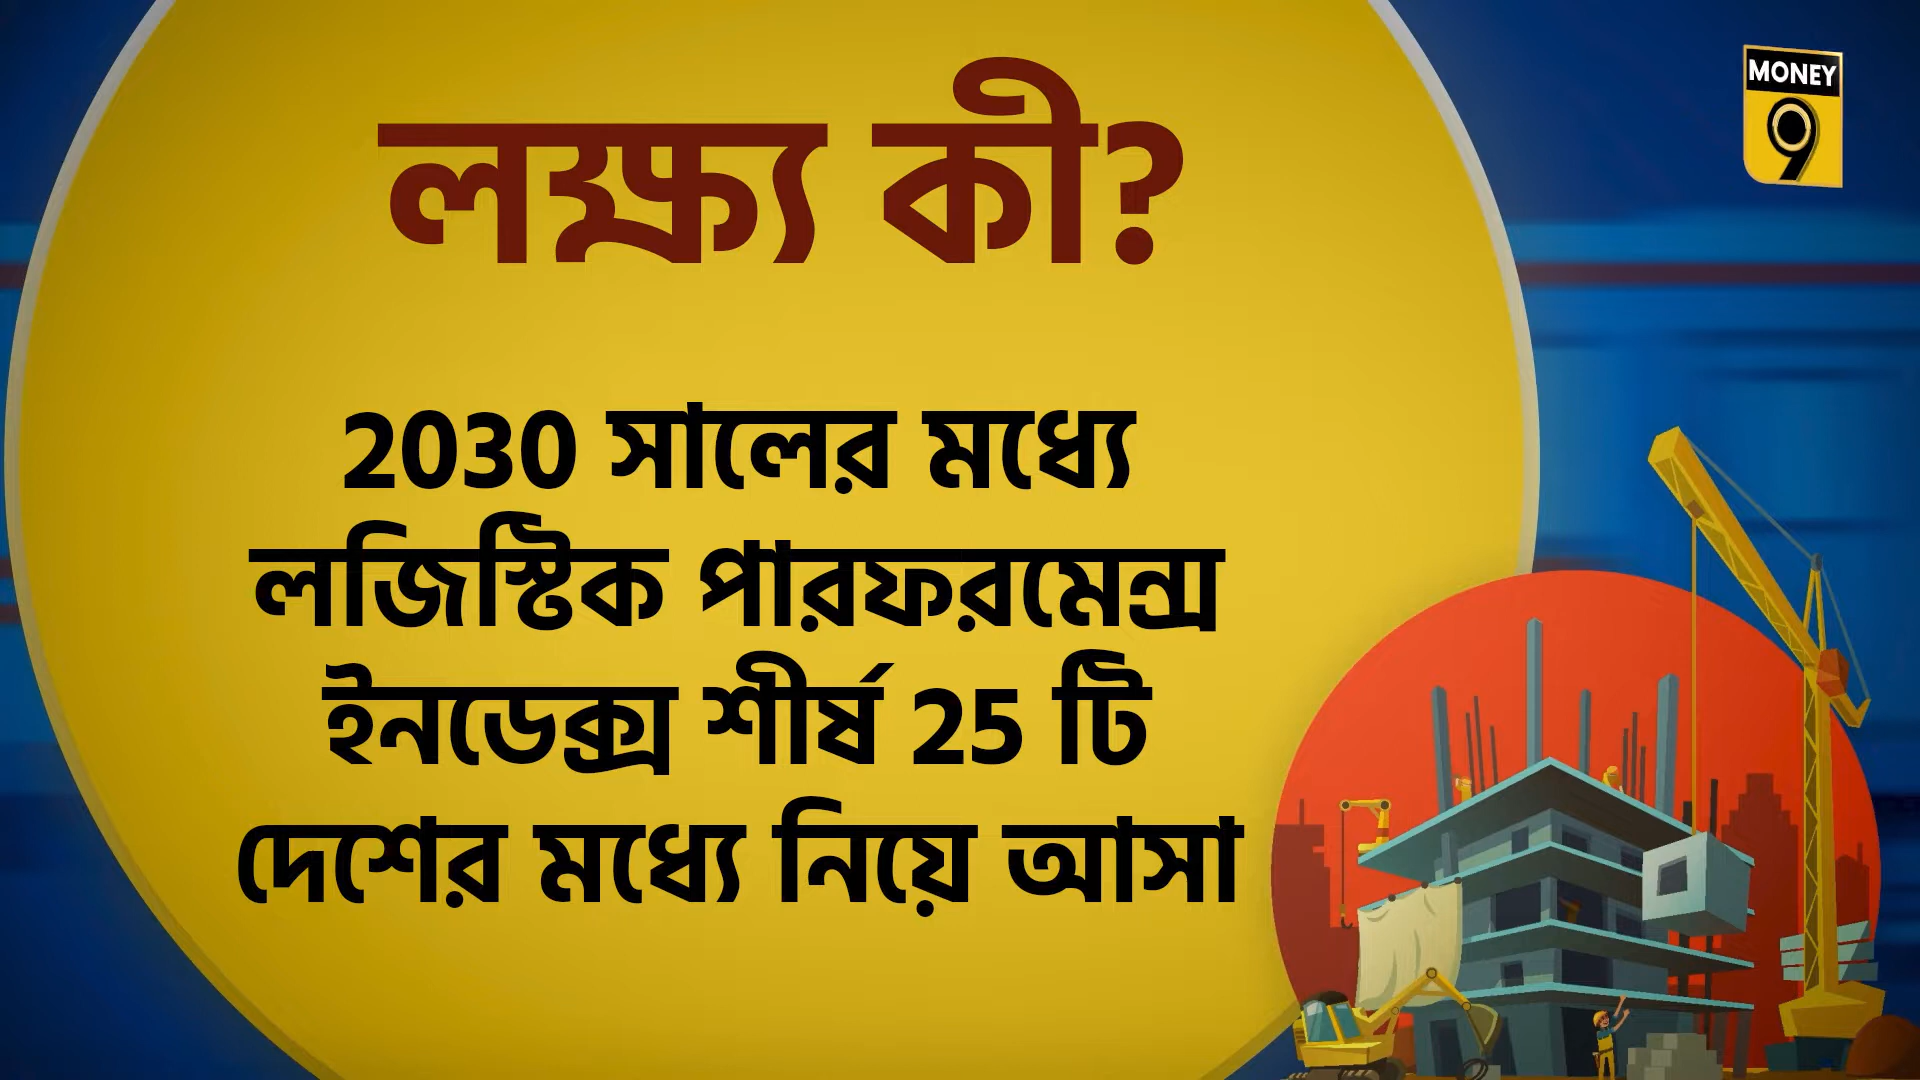 লক্ষ্য কী?
MONEY
9
2030 সালের মধ্যে
লজিস্টিক পারফরমেন্স
ইনডেক্স শীর্ষ 25 টি
দেশের মধ্যে নিয়ে আসা